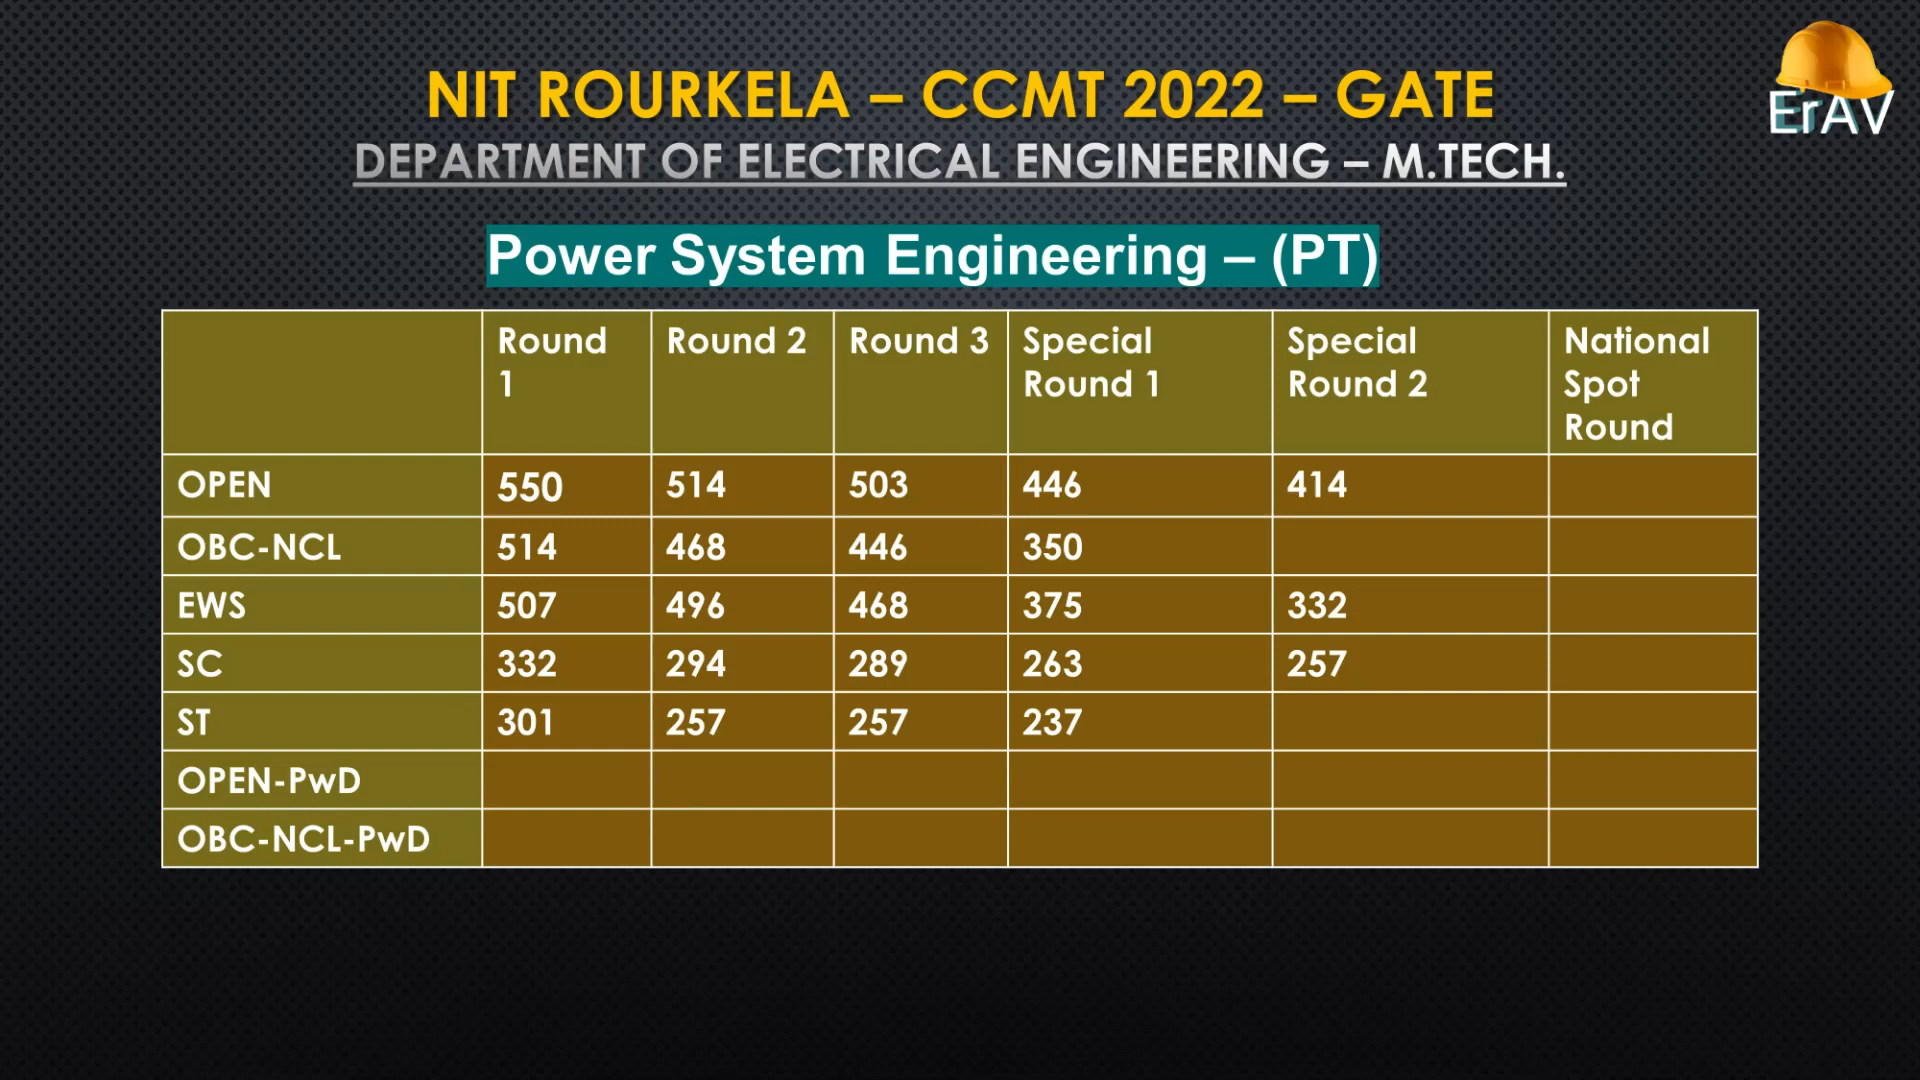 ErAV
NIT ROURKELA – CCMT 2022 – GATE
DEPARTMENT OF ELECTRICAL ENGINEERING – M.TECH.
Power System Engineering – (PT)
Round 1 Round 2 Round 3 Special Round 1 Special Round 2 National Spot Round
OPEN 550 514 503 446 414
OBC-NCL 514 468 446 350
EWS 507 496 468 375 332
SC 332 294 289 263 257
ST 301 257 257 237
OPEN-PwD
OBC-NCL-PwD